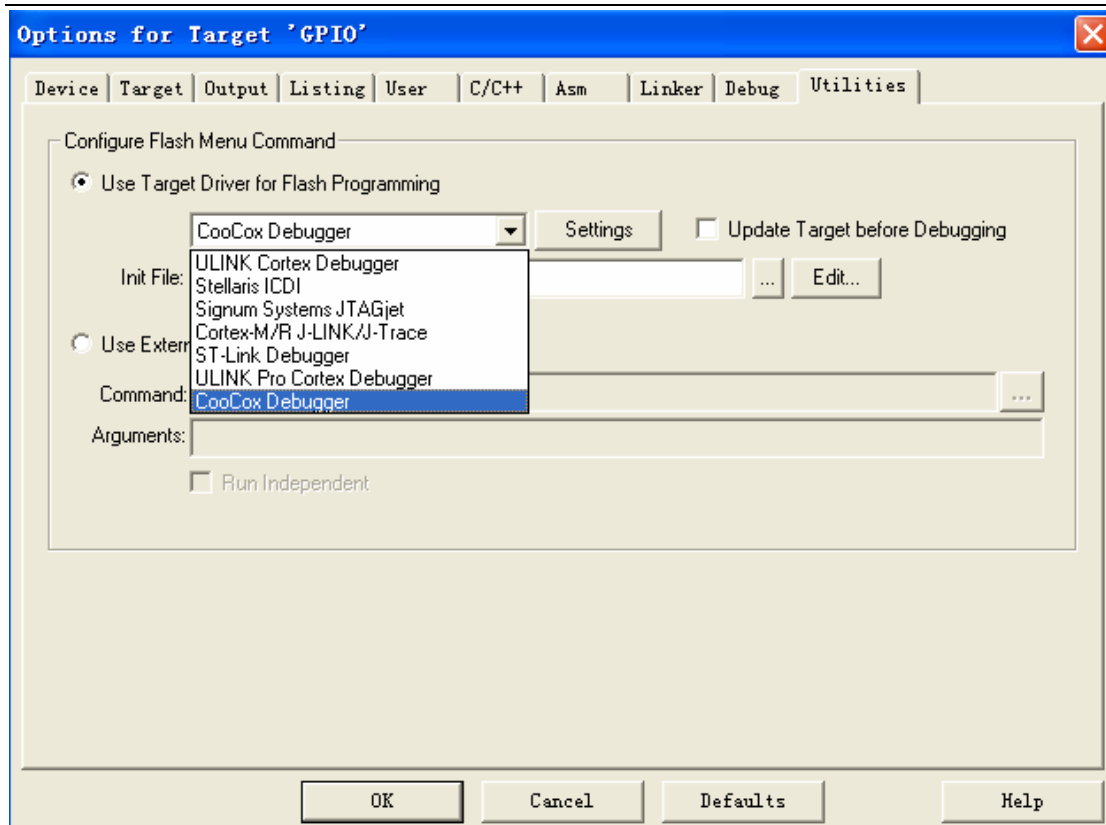 Options for Target 'GPIO'
Device Target Output Listing User C/C++ Asm Linker Debug Utilities
Configure Flash Menu Command
Use Target Driver for Flash Programming
CooCox Debugger Settings Update Target before Debugging
ULINK Cortex Debugger
Init File: Stellaris ICDI ... Edit...
Signum Systems JTAGjet
Cortex-M/R J-LINK/J-Trace
Use Extern ST-Link Debugger
ULINK Pro Cortex Debugger
Command: CooCox Debugger ...
Arguments:
Run Independent
OK Cancel Defaults Help